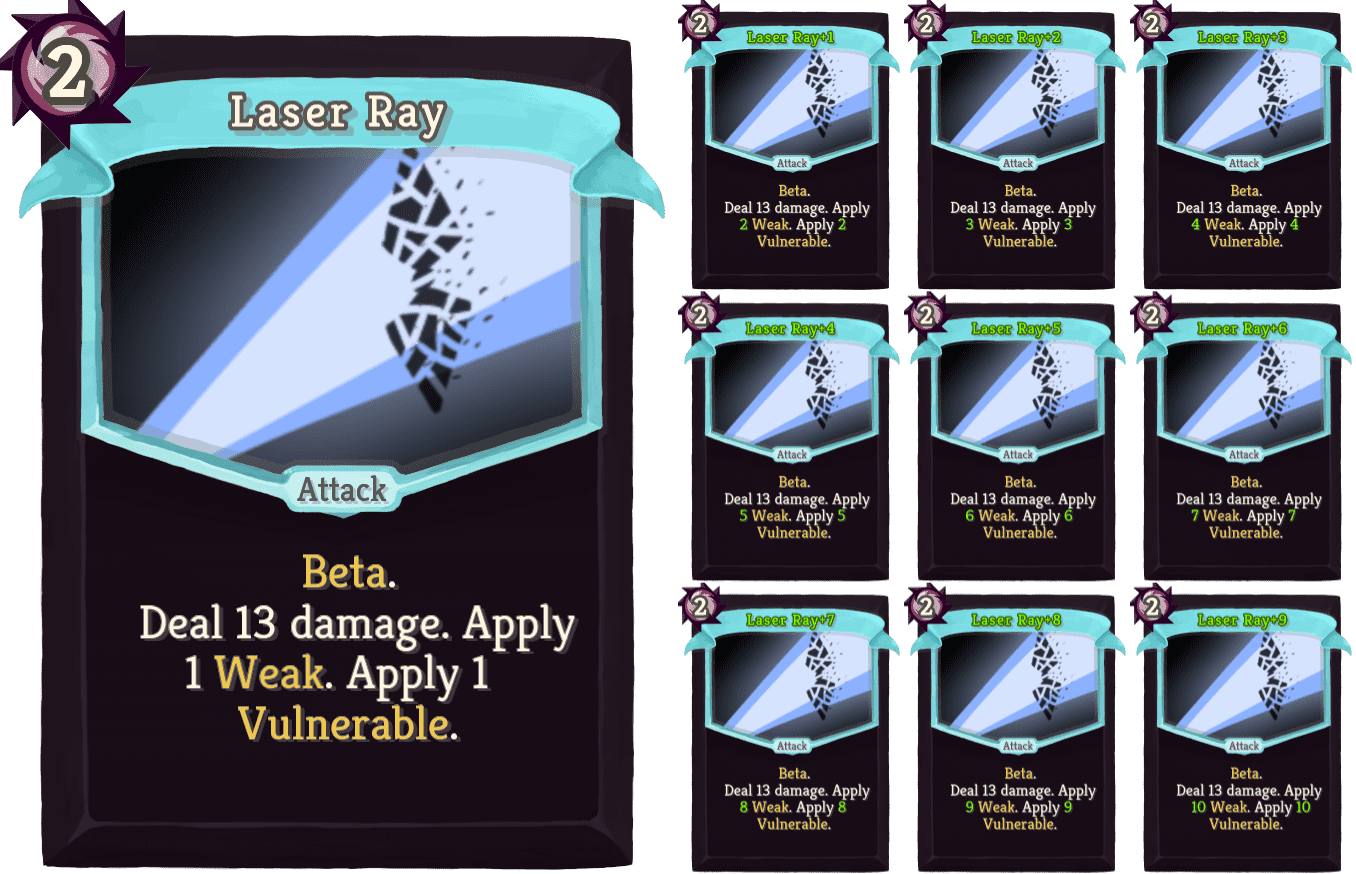 2
Laser Ray
Attack
Beta.
Deal 13 damage. Apply
1 Weak. Apply 1
Vulnerable.
2
Laser Ray+1
Attack
Beta.
Deal 13 damage. Apply
2 Weak. Apply 2
Vulnerable.
2
Laser Ray+2
Attack
Beta.
Deal 13 damage. Apply
3 Weak. Apply 3
Vulnerable.
2
Laser Ray+3
Attack
Beta.
Deal 13 damage. Apply
4 Weak. Apply 4
Vulnerable.
2
Laser Ray+4
Attack
Beta.
Deal 13 damage. Apply
5 Weak. Apply 5
Vulnerable.
2
Laser Ray+5
Attack
Beta.
Deal 13 damage. Apply
6 Weak. Apply 6
Vulnerable.
2
Laser Ray+6
Attack
Beta.
Deal 13 damage. Apply
7 Weak. Apply 7
Vulnerable.
2
Laser Ray+7
Attack
Beta.
Deal 13 damage. Apply
8 Weak. Apply 8
Vulnerable.
2
Laser Ray+8
Attack
Beta.
Deal 13 damage. Apply
9 Weak. Apply 9
Vulnerable.
2
Laser Ray+9
Attack
Beta.
Deal 13 damage. Apply
10 Weak. Apply 10
Vulnerable.